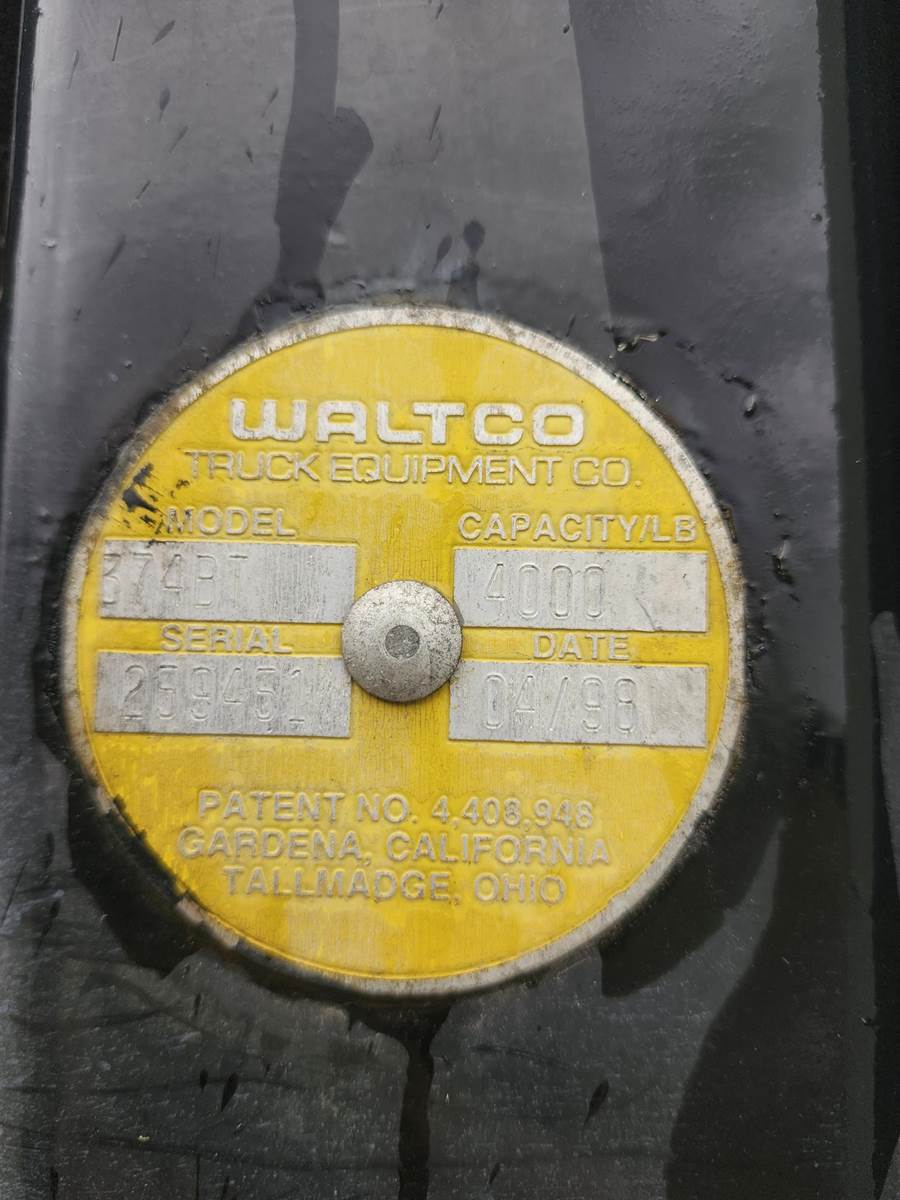 WALTCO
TRUCK EQUIPMENT CO.
MODEL CAPACITY/LB
374BT 4000
SERIAL DATE
259451 04/98
PATENT NO. 4,408,948
GARDENA, CALIFORNIA
TALLMADGE, OHIO